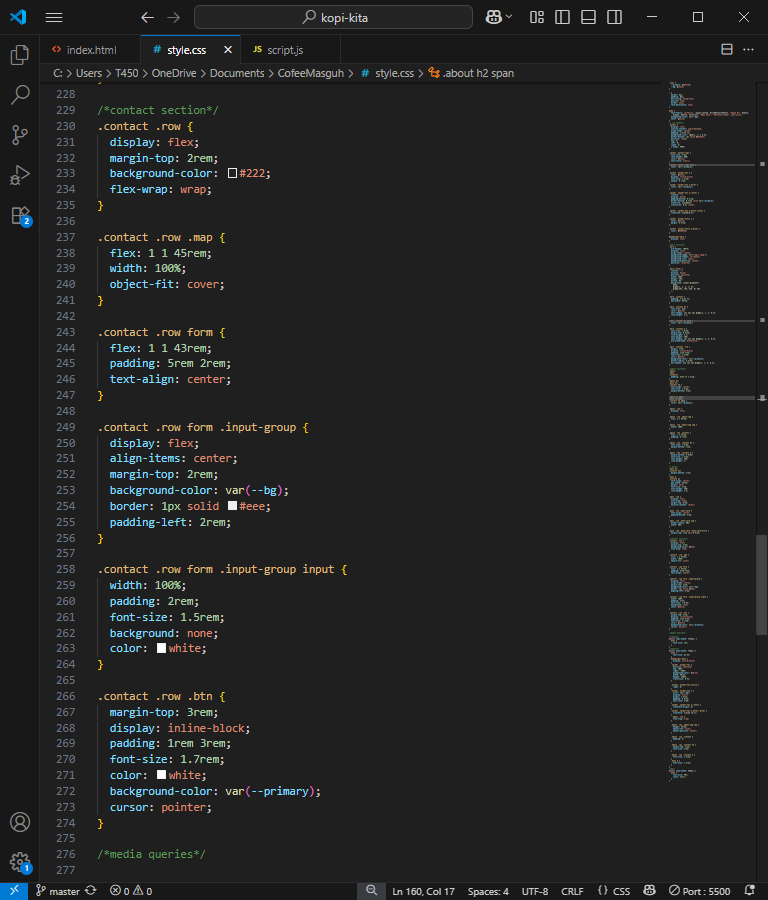 kopi-kita
index.html
# style.css
JS script.js
C: > Users > T450 > OneDrive > Documents > CofeeMasguh > # style.css > .about h2 span
228
229 /*contact section*/
230 .contact .row {
231 display: flex;
232 margin-top: 2rem;
233 background-color: #222;
234 flex-wrap: wrap;
235 }
236
237 .contact .row .map {
238 flex: 1 1 45rem;
239 width: 100%;
240 object-fit: cover;
241 }
242
243 .contact .row form {
244 flex: 1 1 43rem;
245 padding: 5rem 2rem;
246 text-align: center;
247 }
248
249 .contact .row form .input-group {
250 display: flex;
251 align-items: center;
252 margin-top: 2rem;
253 background-color: var(--bg);
254 border: 1px solid #eee;
255 padding-left: 2rem;
256 }
257
258 .contact .row form .input-group input {
259 width: 100%;
260 padding: 2rem;
261 font-size: 1.5rem;
262 background: none;
263 color: white;
264 }
265
266 .contact .row .btn {
267 margin-top: 3rem;
268 display: inline-block;
269 padding: 1rem 3rem;
270 font-size: 1.7rem;
271 color: white;
272 background-color: var(--primary);
273 cursor: pointer;
274 }
275
276 /*media queries*/
277
2
1
master 0 0 Ln 160, Col 17 Spaces: 4 UTF-8 CRLF {} CSS Port : 5500